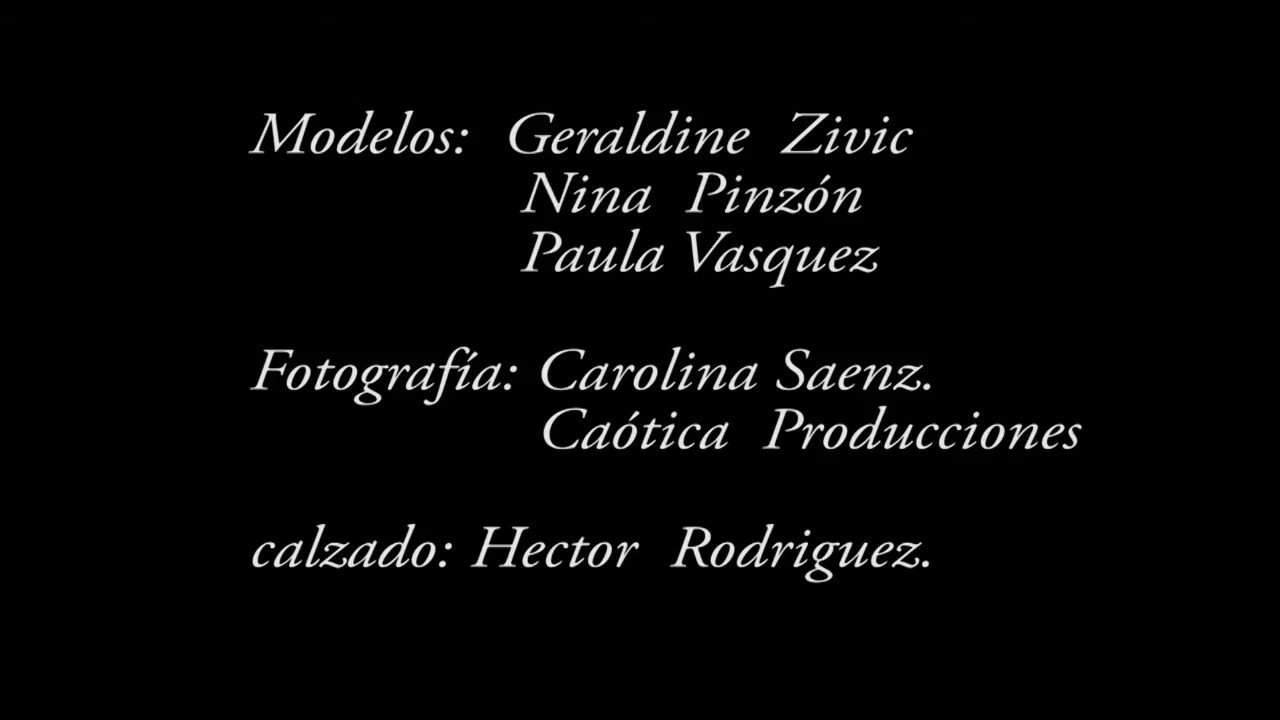 Modelos: Geraldine Zivic
Nina Pinzón
Paula Vasquez
Fotografía: Carolina Saenz.
Caótica Producciones
calzado: Hector Rodriguez.